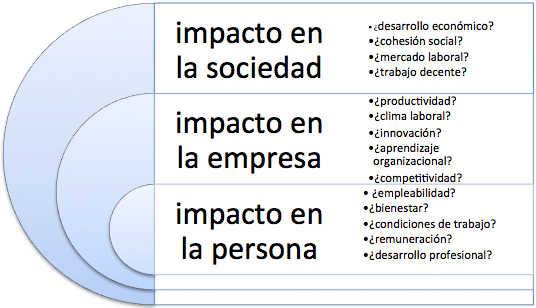 impacto en
la sociedad
•¿desarrollo económico?
•¿cohesión social?
•¿mercado laboral?
•¿trabajo decente?
impacto en
la empresa
•¿productividad?
•¿clima laboral?
•¿innovación?
•¿aprendizaje
organizacional?
•¿competitividad?
impacto en
la persona
• ¿empleabilidad?
•¿bienestar?
•¿condiciones de trabajo?
•¿remuneración?
•¿desarrollo profesional?